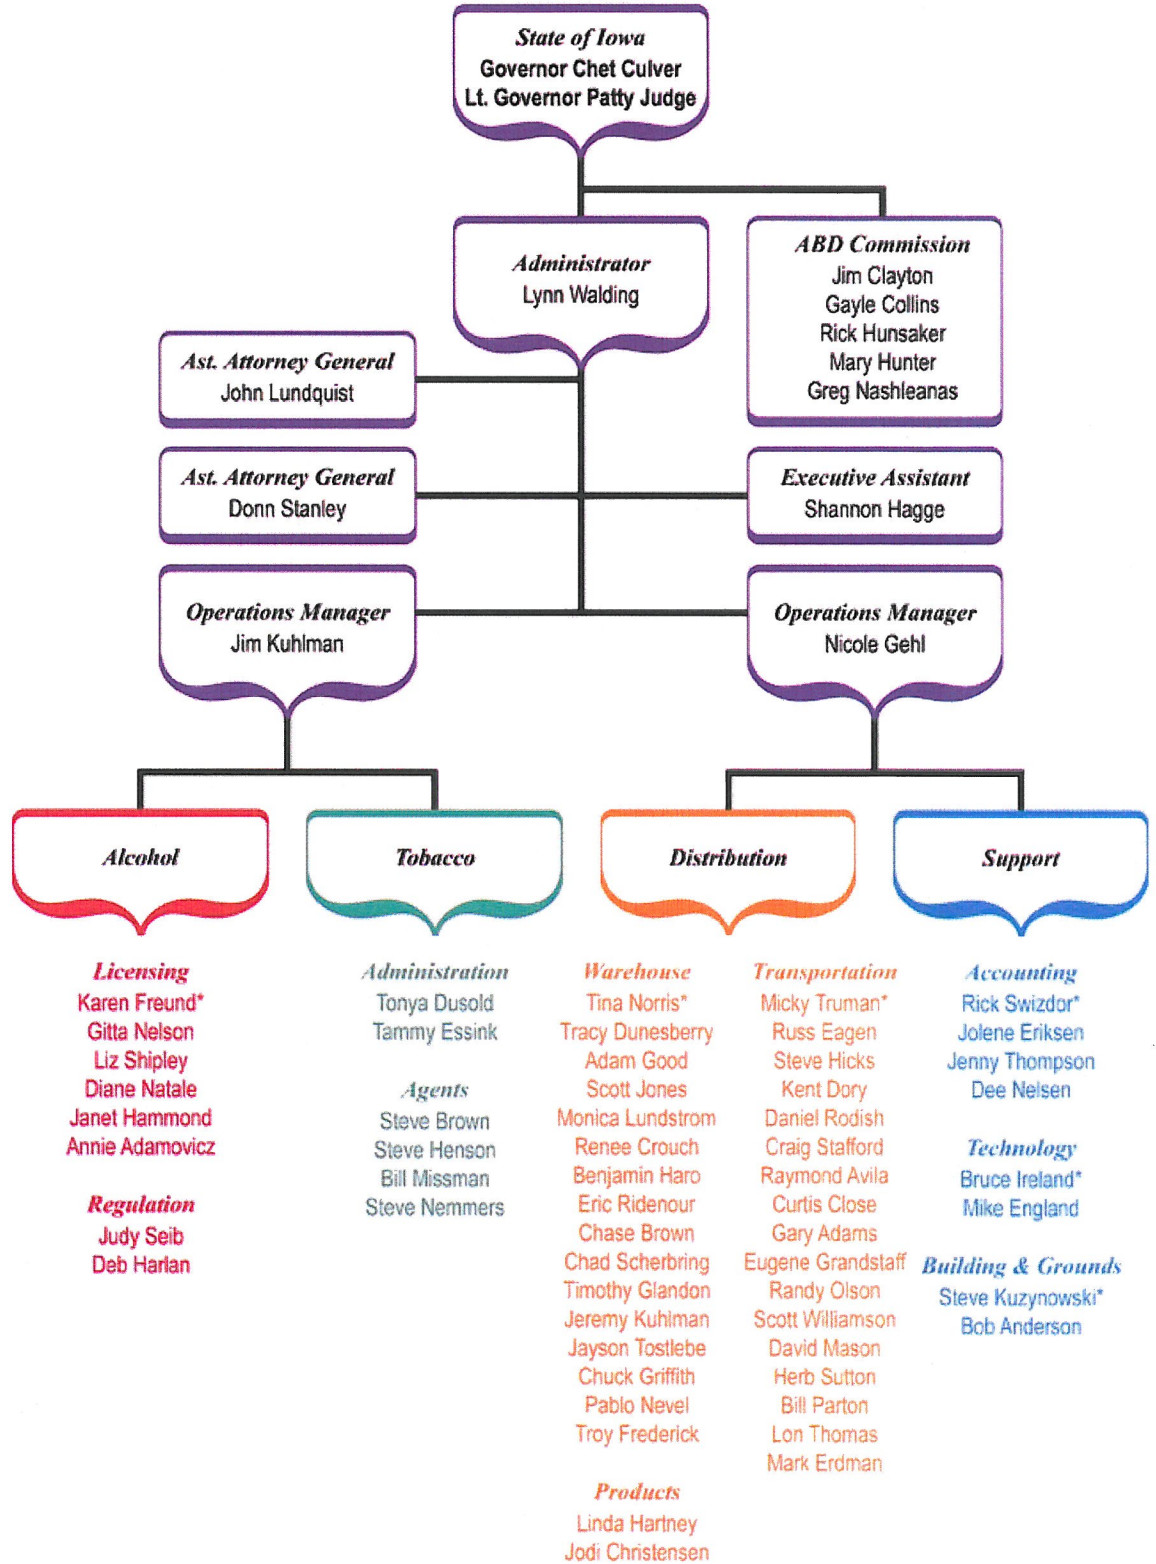 State of Iowa
Governor Chet Culver
Lt. Governor Patty Judge
Administrator
Lynn Walding
ABD Commission
Jim Clayton
Gayle Collins
Rick Hunsaker
Mary Hunter
Greg Nashleanas
Ast. Attorney General
John Lundquist
Ast. Attorney General
Donn Stanley
Executive Assistant
Shannon Hagge
Operations Manager
Jim Kuhlman
Operations Manager
Nicole Gehl
Alcohol
Tobacco
Distribution
Support
Licensing
Karen Freund*
Gitta Nelson
Liz Shipley
Diane Natale
Janet Hammond
Annie Adamovicz
Regulation
Judy Seib
Deb Harlan
Administration
Tonya Dusold
Tammy Essink
Agents
Steve Brown
Steve Henson
Bill Missman
Steve Nemmers
Warehouse
Tina Norris*
Tracy Dunesberry
Adam Good
Scott Jones
Monica Lundstrom
Renee Crouch
Benjamin Haro
Eric Ridenour
Chase Brown
Chad Scherbring
Timothy Glandon
Jeremy Kuhlman
Jayson Tostlebe
Chuck Griffith
Pablo Nevel
Troy Frederick
Products
Linda Hartney
Jodi Christensen
Transportation
Micky Truman*
Russ Eagen
Steve Hicks
Kent Dory
Daniel Rodish
Craig Stafford
Raymond Avila
Curtis Close
Gary Adams
Eugene Grandstaff
Randy Olson
Scott Williamson
David Mason
Herb Sutton
Bill Parton
Lon Thomas
Mark Erdman
Accounting
Rick Swizdor*
Jolene Eriksen
Jenny Thompson
Dee Nelsen
Technology
Bruce Ireland*
Mike England
Building & Grounds
Steve Kuzynowski*
Bob Anderson